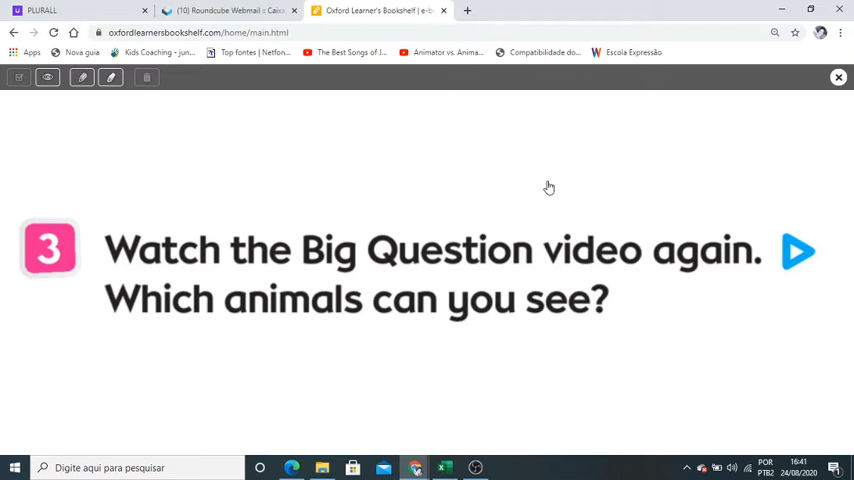 PLURALL
(10) Roundcube Webmail :: Caixa
Oxford Learner's Bookshelf | e-b
oxfordlearnersbookshelf.com/home/main.html
Apps
Nova guia
Kids Coaching - jun...
Top fontes | Netfon...
The Best Songs of J...
Animator vs. Anima...
Compatibilidade do...
Escola Expressão
3
Watch the Big Question video again.
Which animals can you see?
Digite aqui para pesquisar
POR
PTB2
16:41
24/08/2020